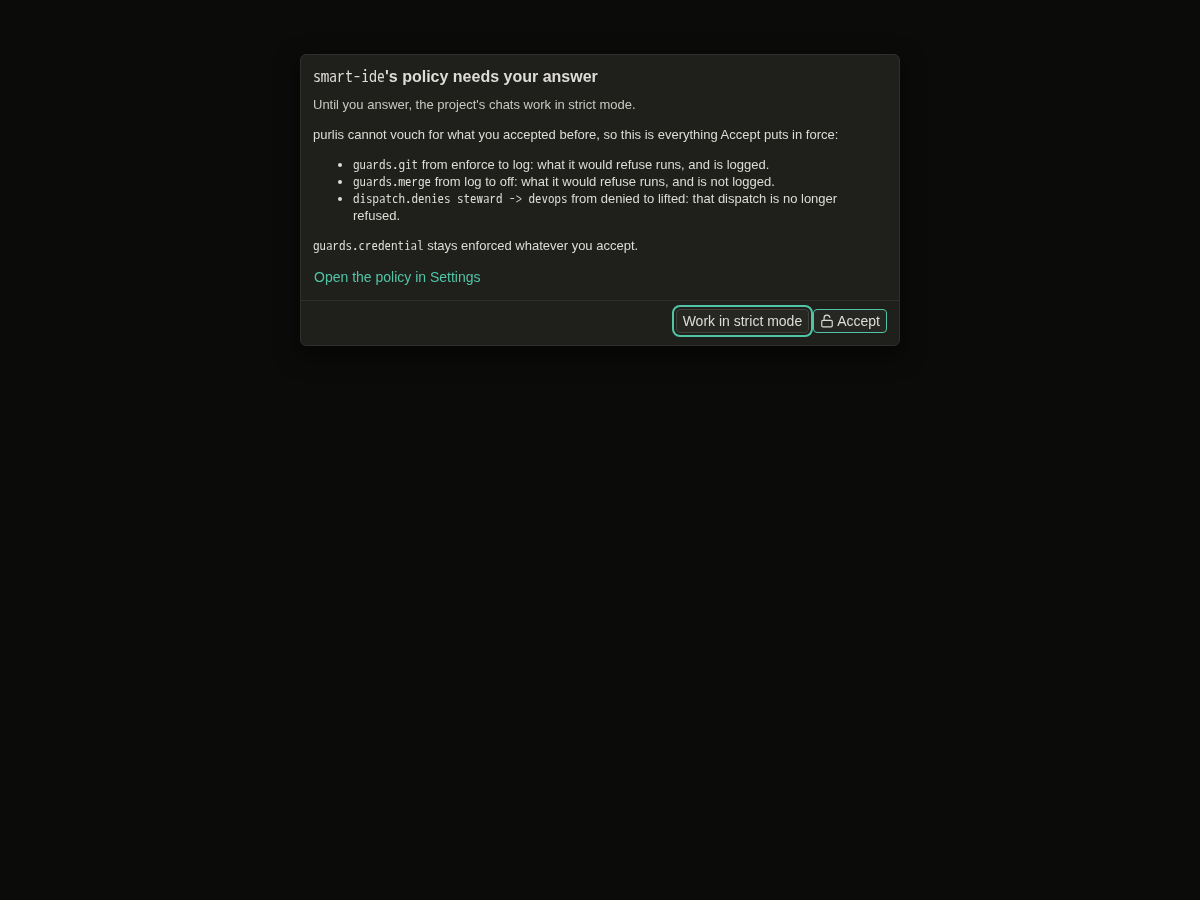 smart-ide's policy needs your answer
Until you answer, the project's chats work in strict mode.
purlis cannot vouch for what you accepted before, so this is everything Accept puts in force:
• guards.git from enforce to log: what it would refuse runs, and is logged.
• guards.merge from log to off: what it would refuse runs, and is not logged.
• dispatch.denies steward -> devops from denied to lifted: that dispatch is no longer
refused.
guards.credential stays enforced whatever you accept.
Open the policy in Settings
Work in strict mode Accept